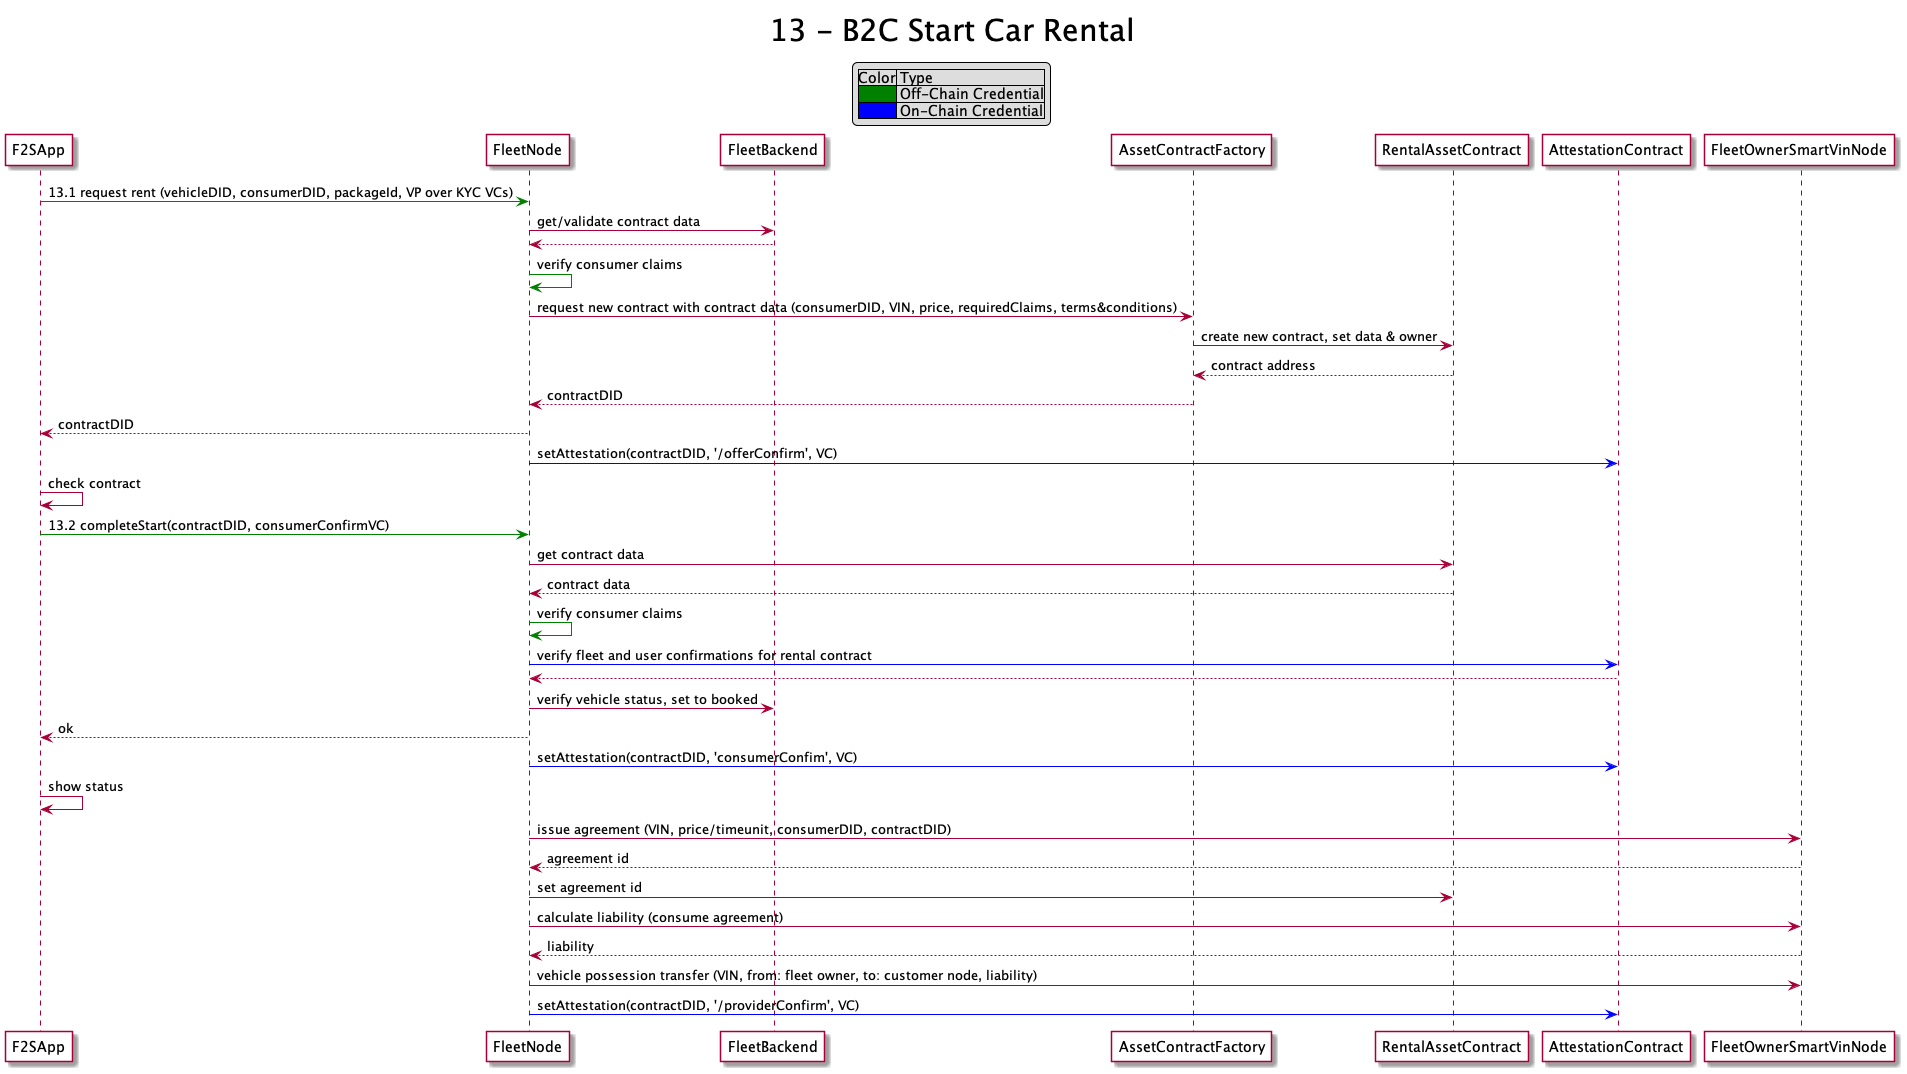 13 - B2C Start Car Rental
Color Type
Off-Chain Credential
On-Chain Credential
F2SApp FleetNode FleetBackend AssetContractFactory RentalAssetContract AttestationContract FleetOwnerSmartVinNode
13.1 request rent (vehicleDID, consumerDID, packageId, VP over KYC VCs)
get/validate contract data
verify consumer claims
request new contract with contract data (consumerDID, VIN, price, requiredClaims, terms&conditions)
create new contract, set data & owner
contract address
contractDID
contractDID
setAttestation(contractDID, '/offerConfirm', VC)
check contract
13.2 completeStart(contractDID, consumerConfirmVC)
get contract data
contract data
verify consumer claims
verify fleet and user confirmations for rental contract
verify vehicle status, set to booked
ok
setAttestation(contractDID, 'consumerConfim', VC)
show status
issue agreement (VIN, price/timeunit, consumerDID, contractDID)
agreement id
set agreement id
calculate liability (consume agreement)
liability
vehicle possession transfer (VIN, from: fleet owner, to: customer node, liability)
setAttestation(contractDID, '/providerConfirm', VC)
F2SApp FleetNode FleetBackend AssetContractFactory RentalAssetContract AttestationContract FleetOwnerSmartVinNode